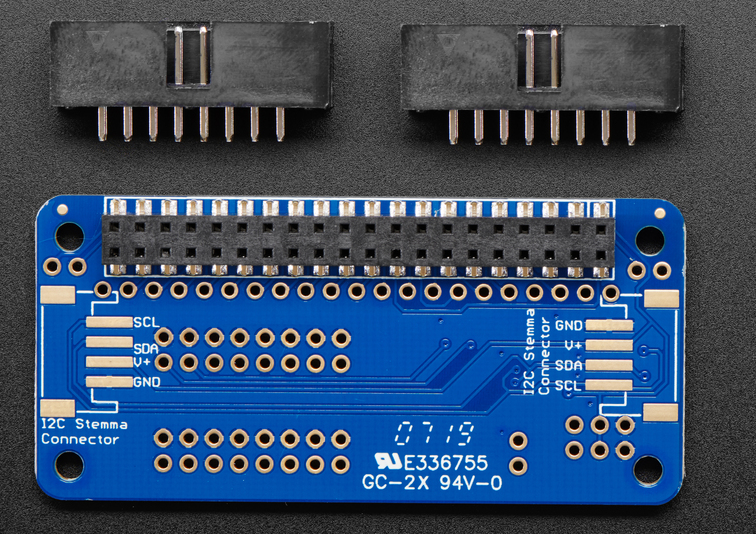 SCL
SDA
V+
GND
I2C Stemma
Connector
I2C Stemma
Connector
GND
V+
SDA
SCL
0719
E336755
GC-2X 94V-0